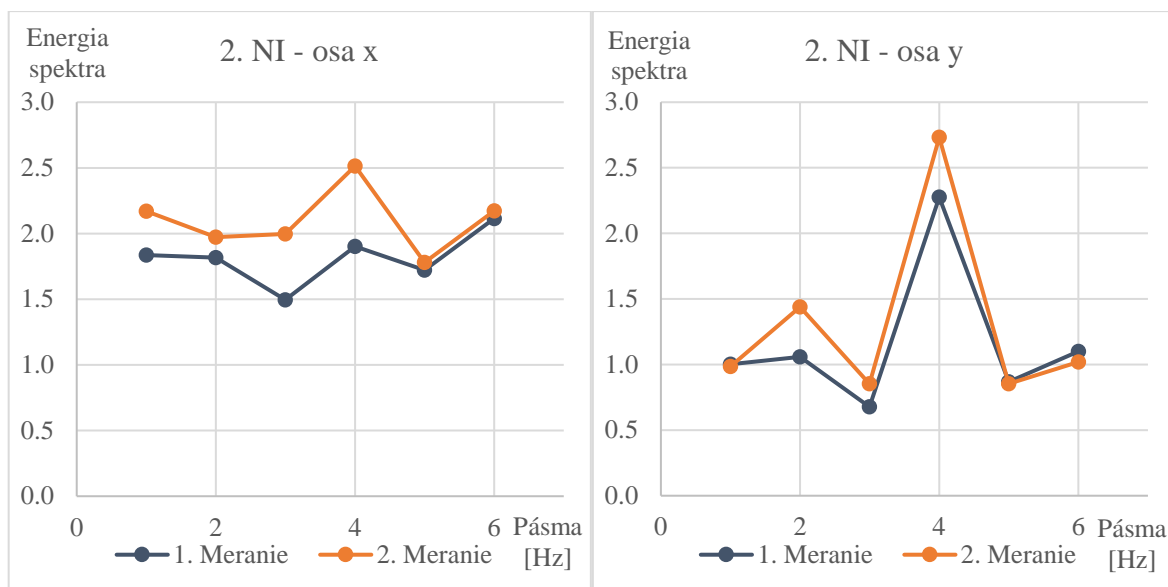 Energia
spektra
2. NI - osa x
3.0
2.5
2.0
1.5
1.0
0.5
0.0
0 2 4 6
Pásma
[Hz]
1. Meranie 2. Meranie
Energia
spektra
2. NI - osa y
3.0
2.5
2.0
1.5
1.0
0.5
0.0
0 2 4 6
Pásma
[Hz]
1. Meranie 2. Meranie